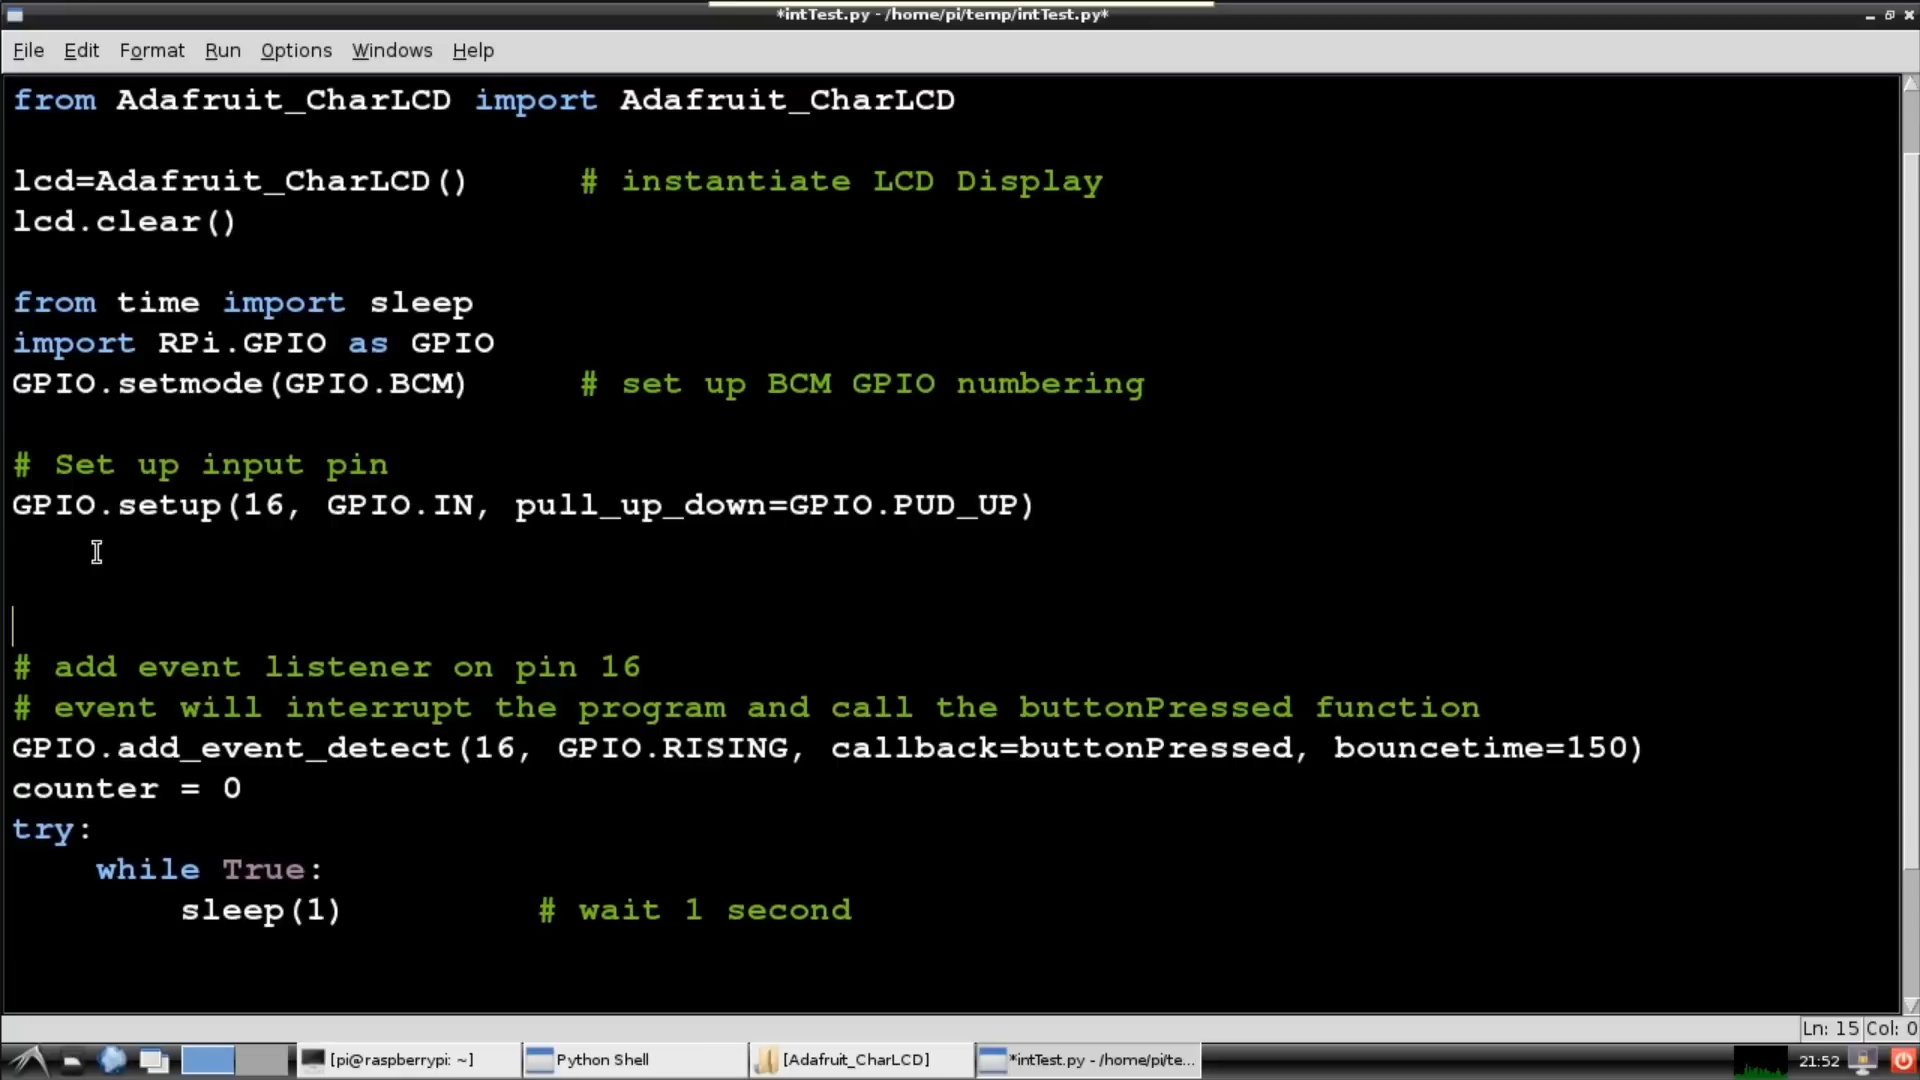 *intTest.py - /home/pi/temp/intTest.py*
File Edit Format Run Options Windows Help
from Adafruit_CharLCD import Adafruit_CharLCD
lcd=Adafruit_CharLCD() # instantiate LCD Display
lcd.clear()
from time import sleep
import RPi.GPIO as GPIO
GPIO.setmode(GPIO.BCM) # set up BCM GPIO numbering
# Set up input pin
GPIO.setup(16, GPIO.IN, pull_up_down=GPIO.PUD_UP)
# add event listener on pin 16
# event will interrupt the program and call the buttonPressed function
GPIO.add_event_detect(16, GPIO.RISING, callback=buttonPressed, bouncetime=150)
counter = 0
try:
while True:
sleep(1) # wait 1 second
Ln: 15 Col: 0
[pi@raspberrypi: ~] Python Shell [Adafruit_CharLCD] *intTest.py - /home/pi/te... 21:52